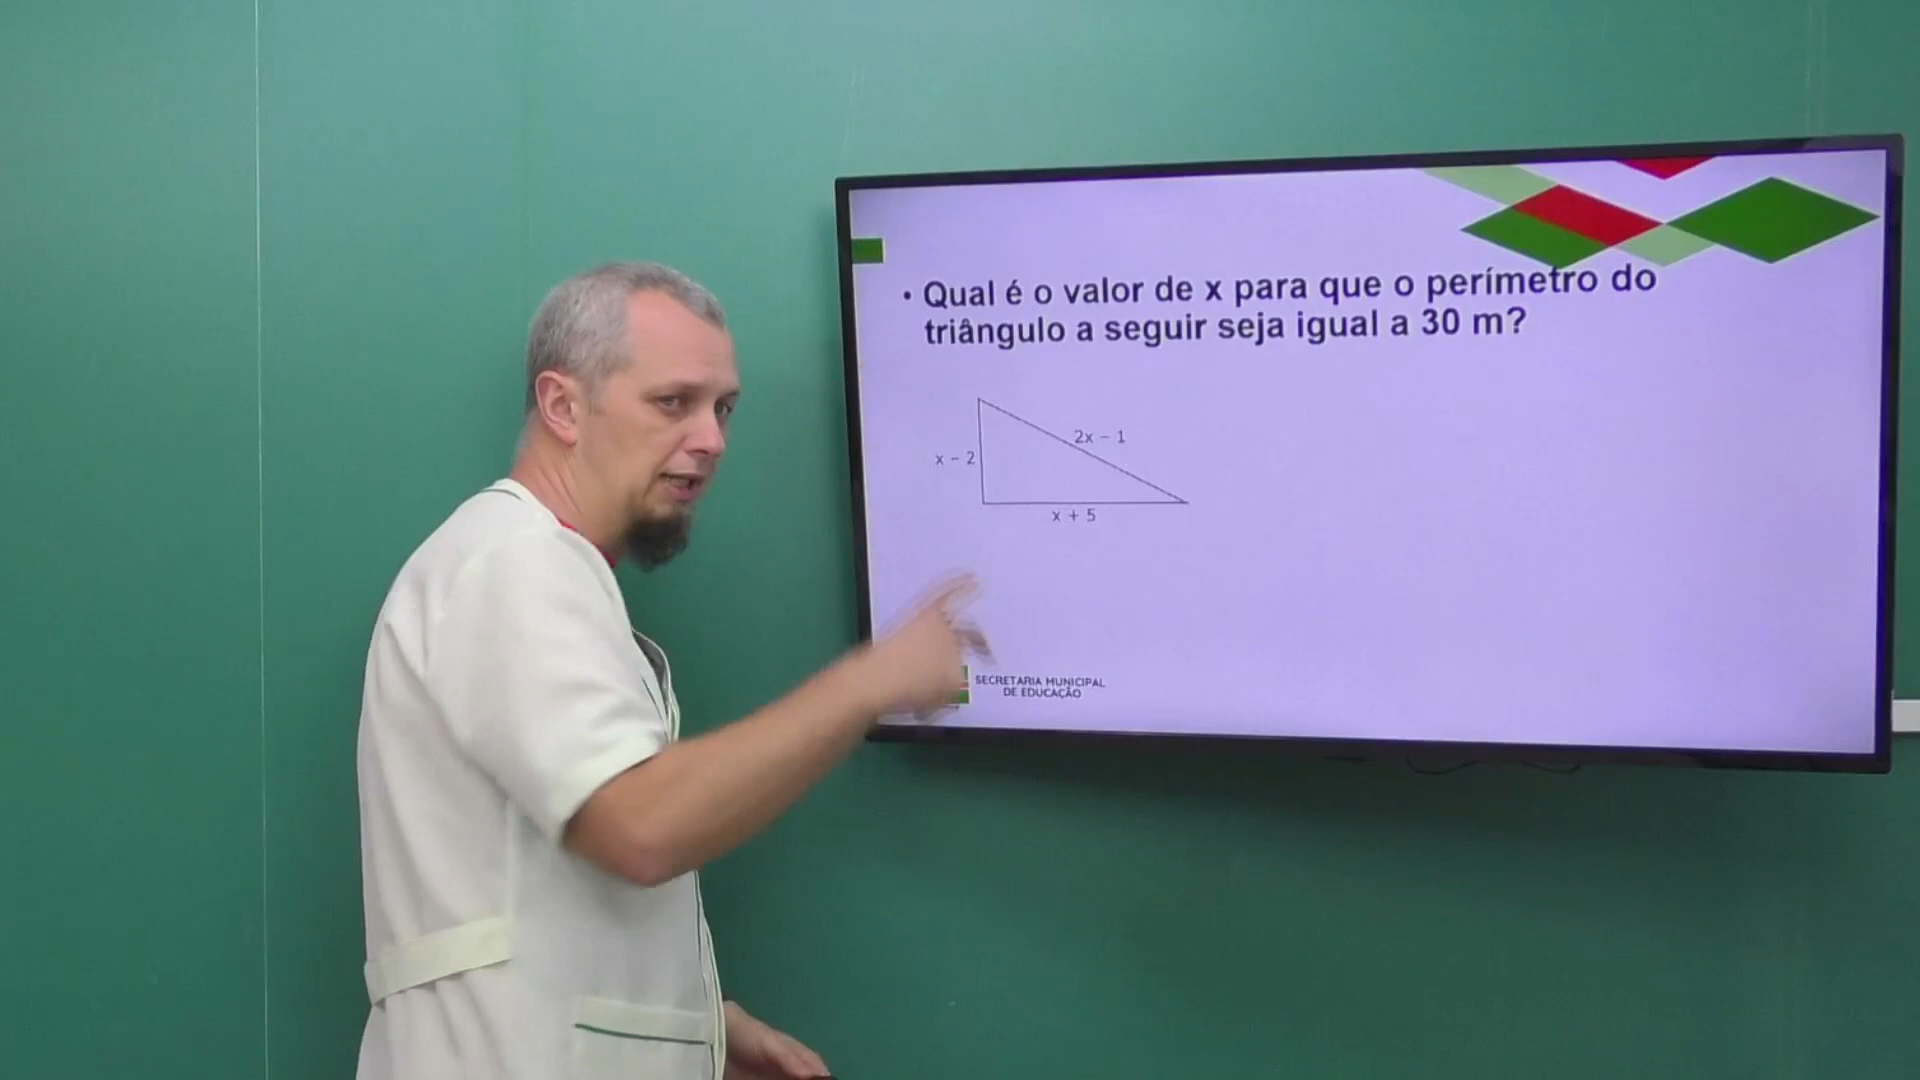 • Qual é o valor de x para que o perímetro do
triângulo a seguir seja igual a 30 m?
2x – 1
x – 2
x + 5
SECRETARIA MUNICIPAL
DE EDUCAÇÃO